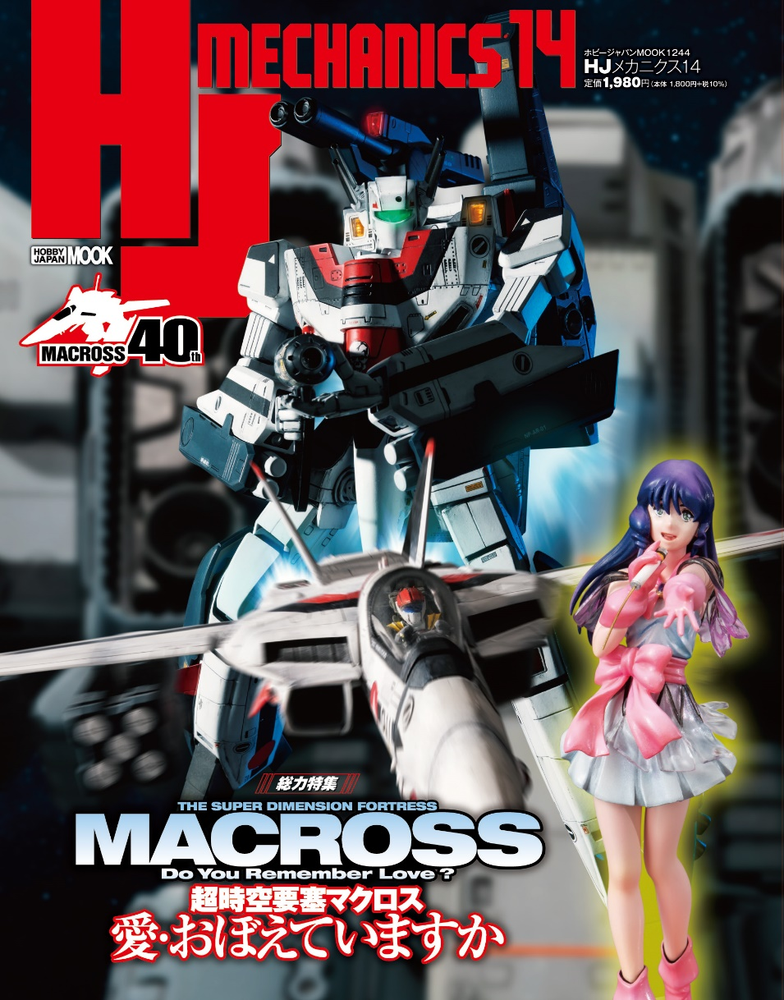 HJ
MECHANICS 14
ホビージャパンMOOK1244
HJメカニクス14
定価1,980円(本体 1,800円+税10%)
HOBBY
JAPAN
MOOK
MACROSS 40th
総力特集
THE SUPER DIMENSION FORTRESS
MACROSS
Do You Remember Love?
超時空要塞マクロス
愛・おぼえていますか